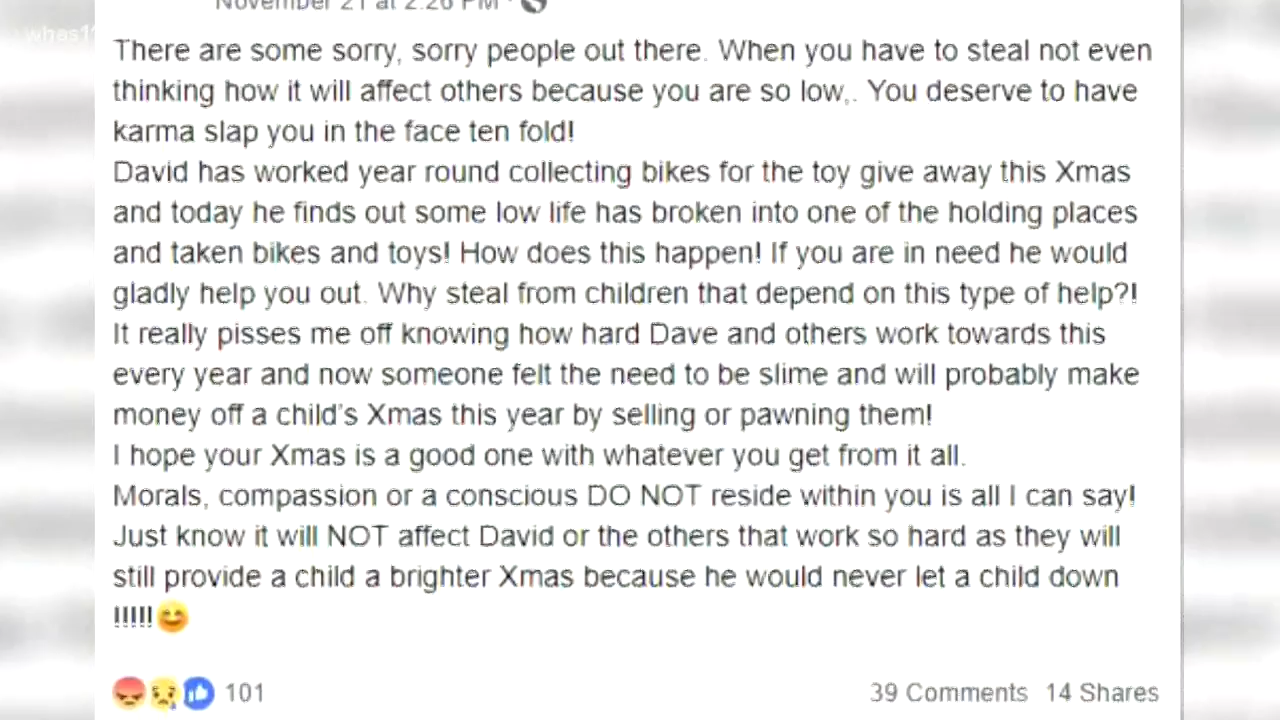 November 21 at 2:26 PM ·
whas11
There are some sorry, sorry people out there. When you have to steal not even
thinking how it will affect others because you are so low,. You deserve to have
karma slap you in the face ten fold!
David has worked year round collecting bikes for the toy give away this Xmas
and today he finds out some low life has broken into one of the holding places
and taken bikes and toys! How does this happen! If you are in need he would
gladly help you out. Why steal from children that depend on this type of help?!
It really pisses me off knowing how hard Dave and others work towards this
every year and now someone felt the need to be slime and will probably make
money off a child's Xmas this year by selling or pawning them!
I hope your Xmas is a good one with whatever you get from it all.
Morals, compassion or a conscious DO NOT reside within you is all I can say!
Just know it will NOT affect David or the others that work so hard as they will
still provide a child a brighter Xmas because he would never let a child down
!!!!!😊
101 39 Comments 14 Shares